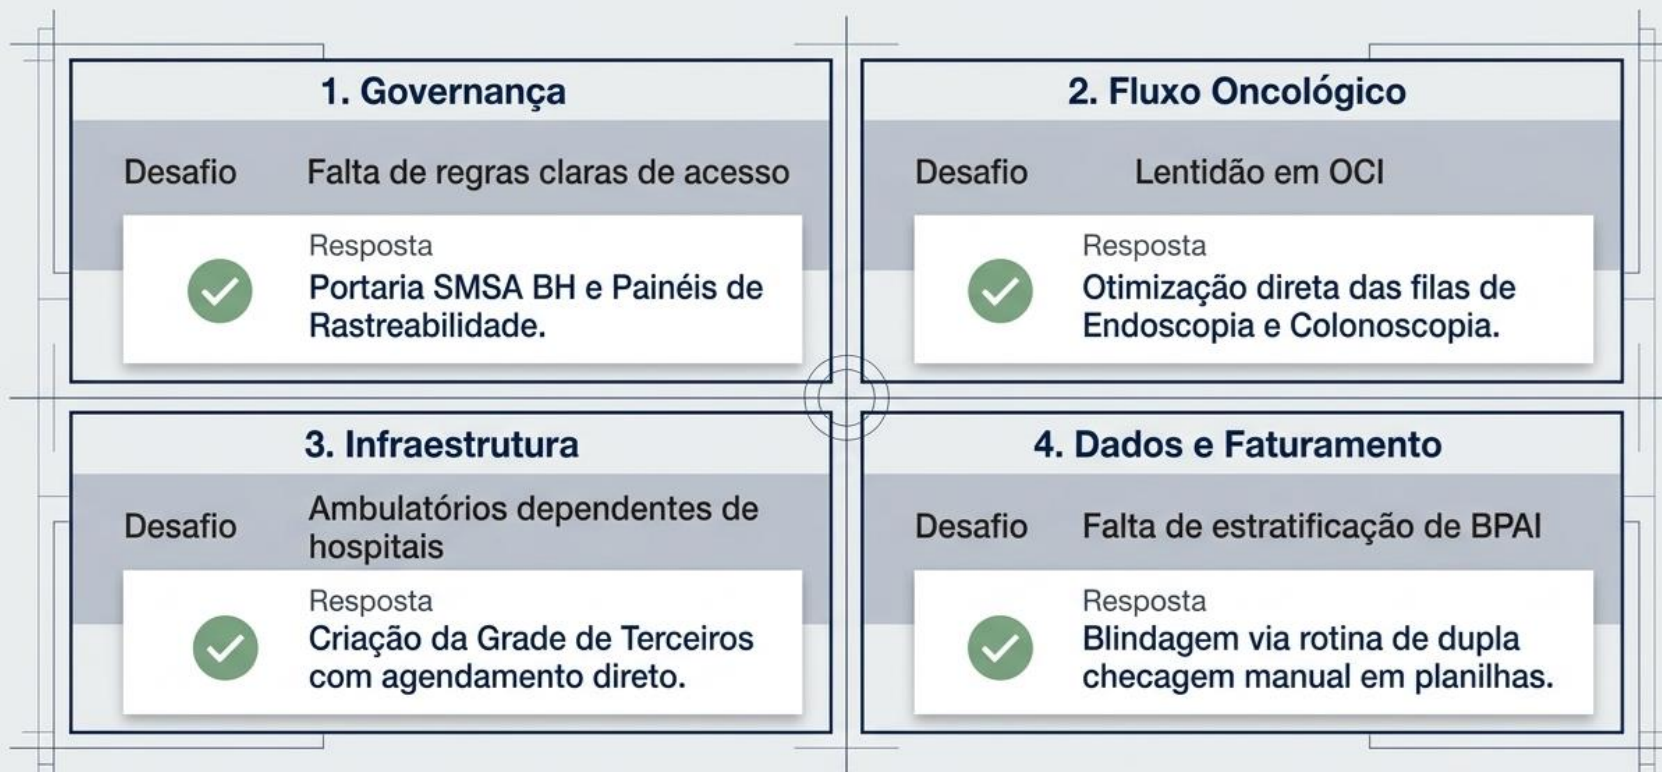 1. Governança
Desafio Falta de regras claras de acesso
Resposta
Portaria SMSA BH e Painéis de
Rastreabilidade.
2. Fluxo Oncológico
Desafio Lentidão em OCI
Resposta
Otimização direta das filas de
Endoscopia e Colonoscopia.
3. Infraestrutura
Desafio Ambulatórios dependentes de
hospitais
Resposta
Criação da Grade de Terceiros
com agendamento direto.
4. Dados e Faturamento
Desafio Falta de estratificação de BPAI
Resposta
Blindagem via rotina de dupla
checagem manual em planilhas.